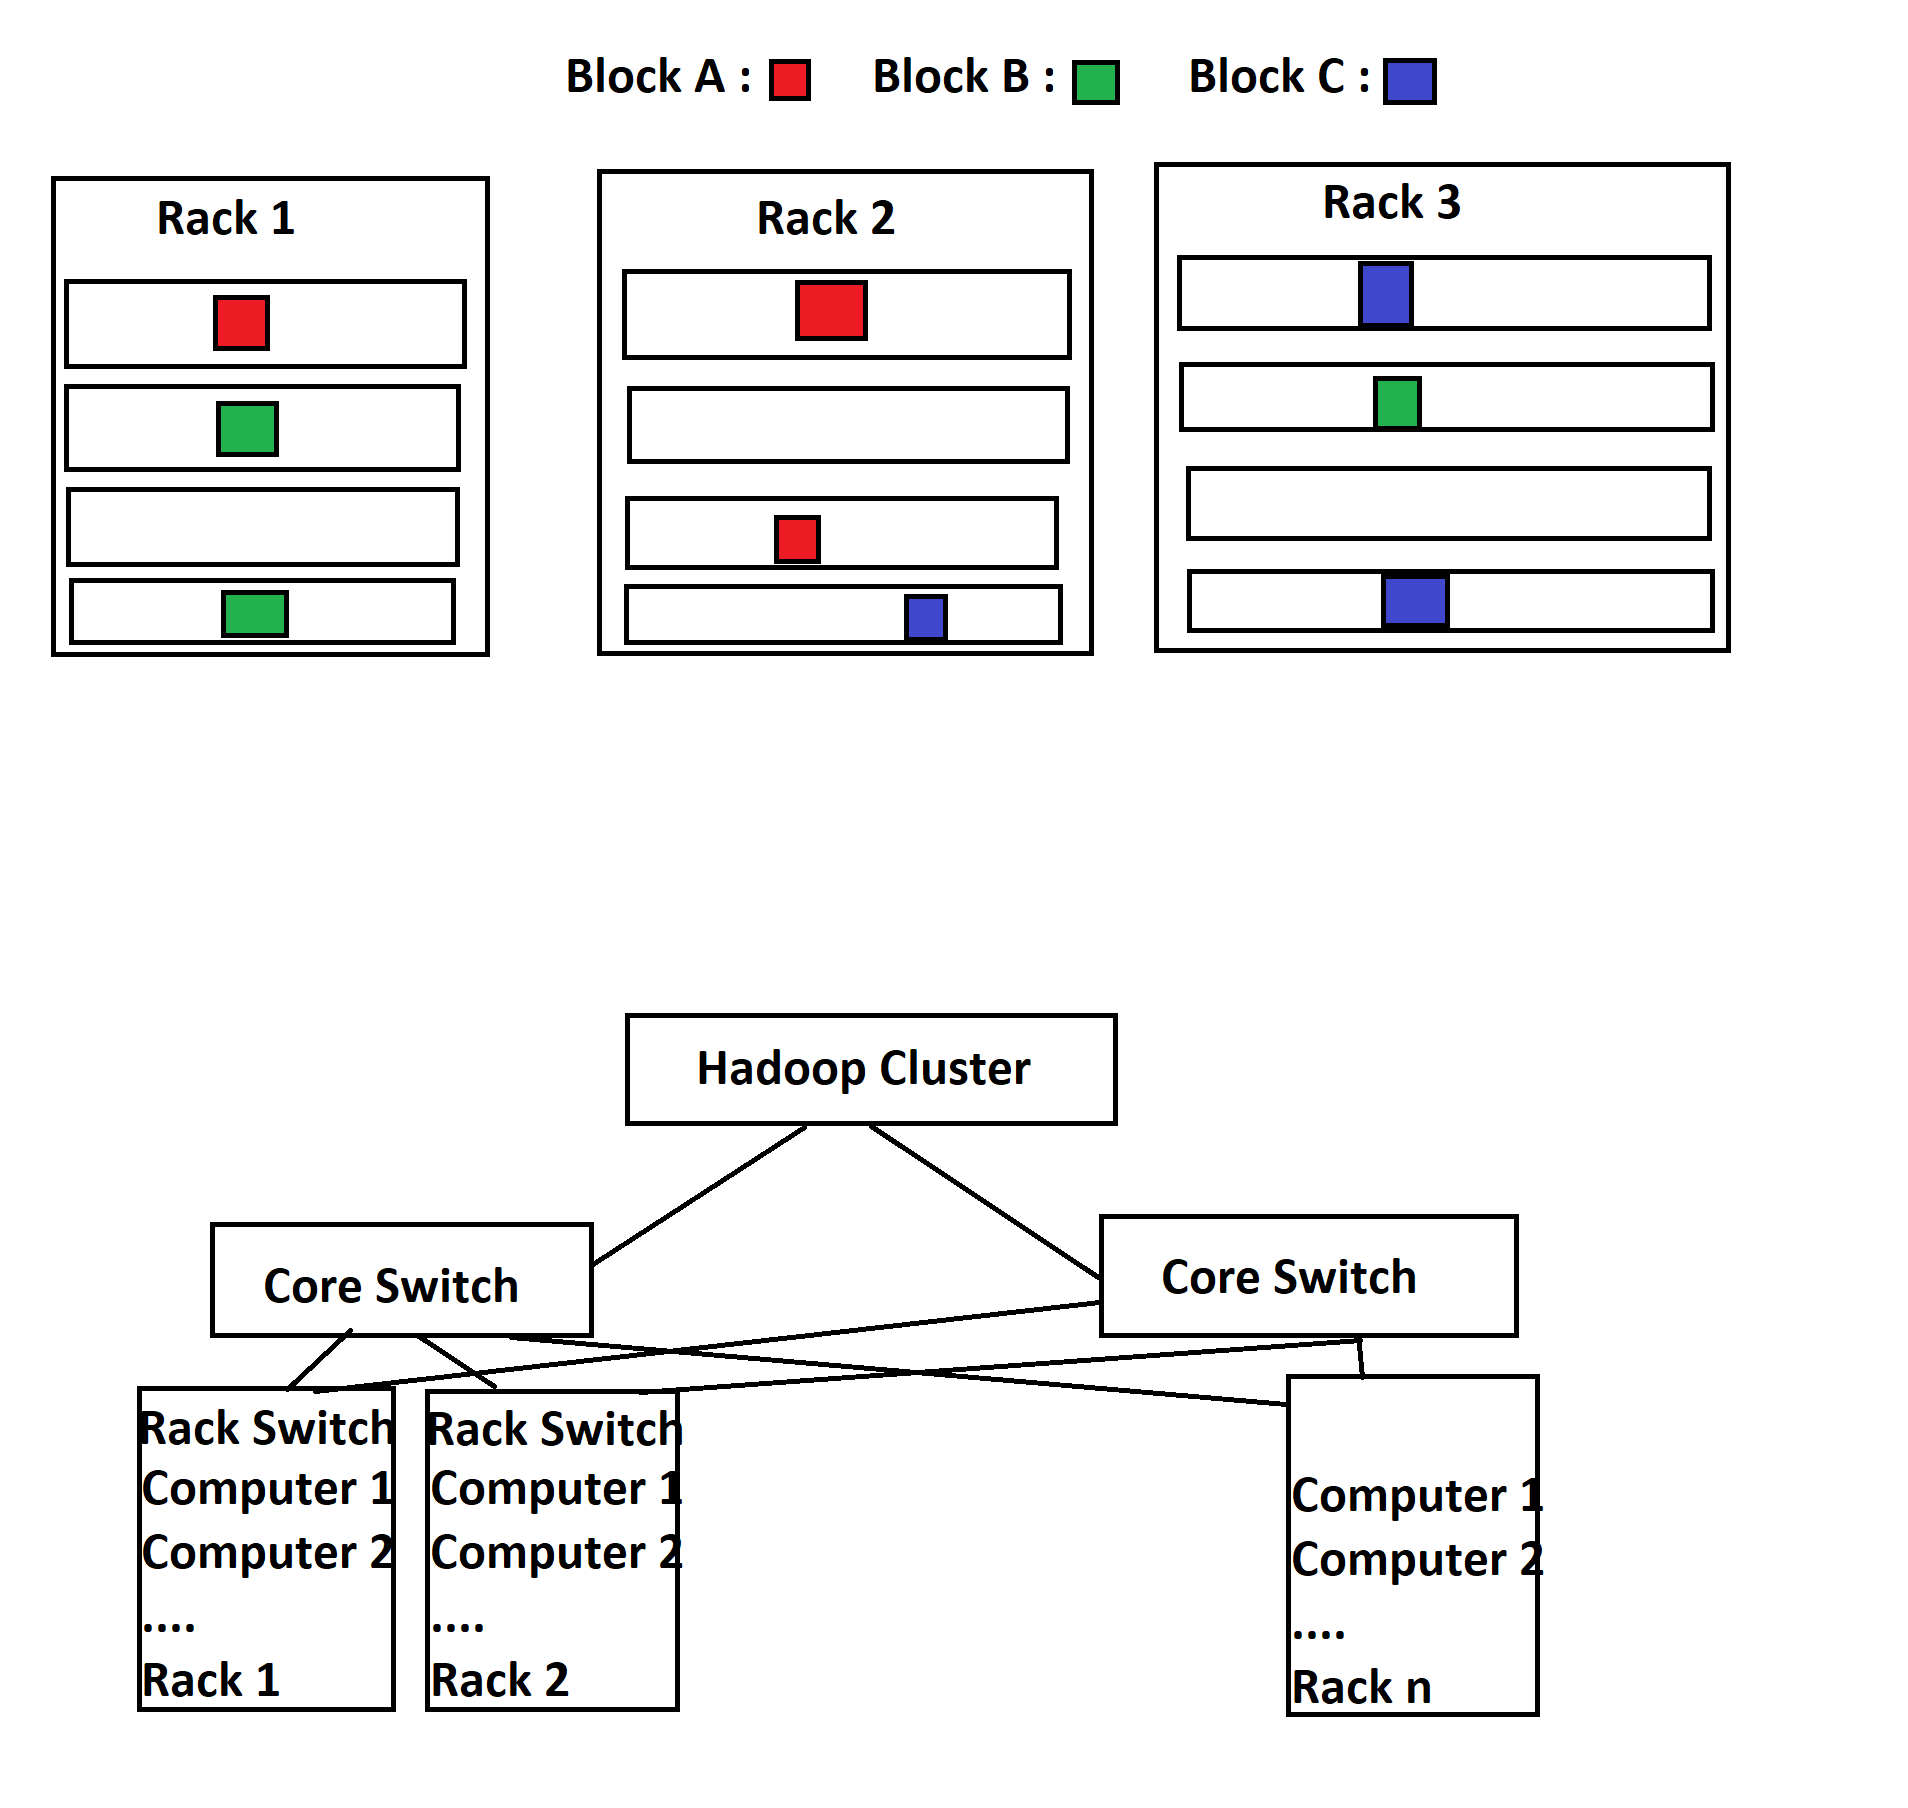 Block A : Block B : Block C :
Rack 1
Rack 2
Rack 3
Hadoop Cluster
Core Switch
Core Switch
Rack Switch
Computer 1
Computer 2
....
Rack 1
Rack Switch
Computer 1
Computer 2
....
Rack 2
Computer 1
Computer 2
....
Rack n